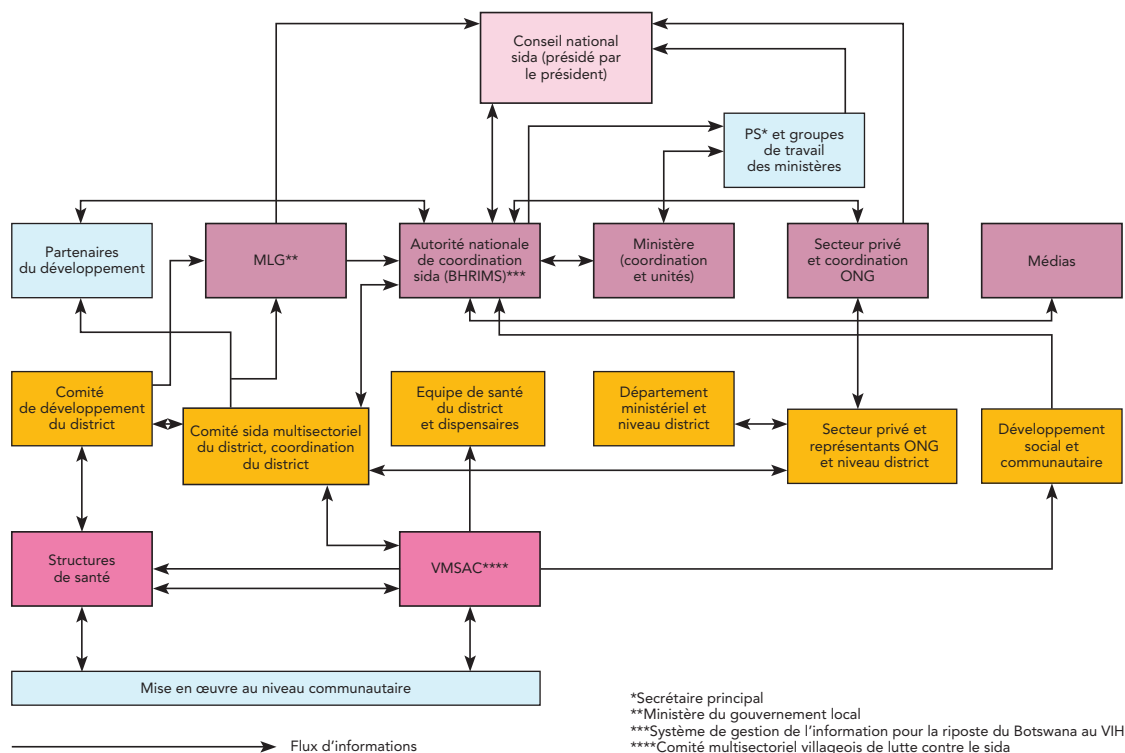 Conseil national
sida (présidé par
le président)
PS* et groupes
de travail
des ministères
Partenaires
du développement
MLG**
Autorité nationale
de coordination
sida (BHRIMS)***
Ministère
(coordination
et unités)
Secteur privé
et coordination
ONG
Médias
Comité
de développement
du district
Comité sida multisectoriel
du district, coordination
du district
Equipe de santé
du district
et dispensaires
Département
ministériel et
niveau district
Secteur privé et
représentants ONG
et niveau district
Développement
social et
communautaire
Structures
de santé
VMSAC****
Mise en œuvre au niveau communautaire
Flux d’informations
*Secrétaire principal
**Ministère du gouvernement local
***Système de gestion de l’information pour la riposte du Botswana au VIH
****Comité multisectoriel villageois de lutte contre le sida